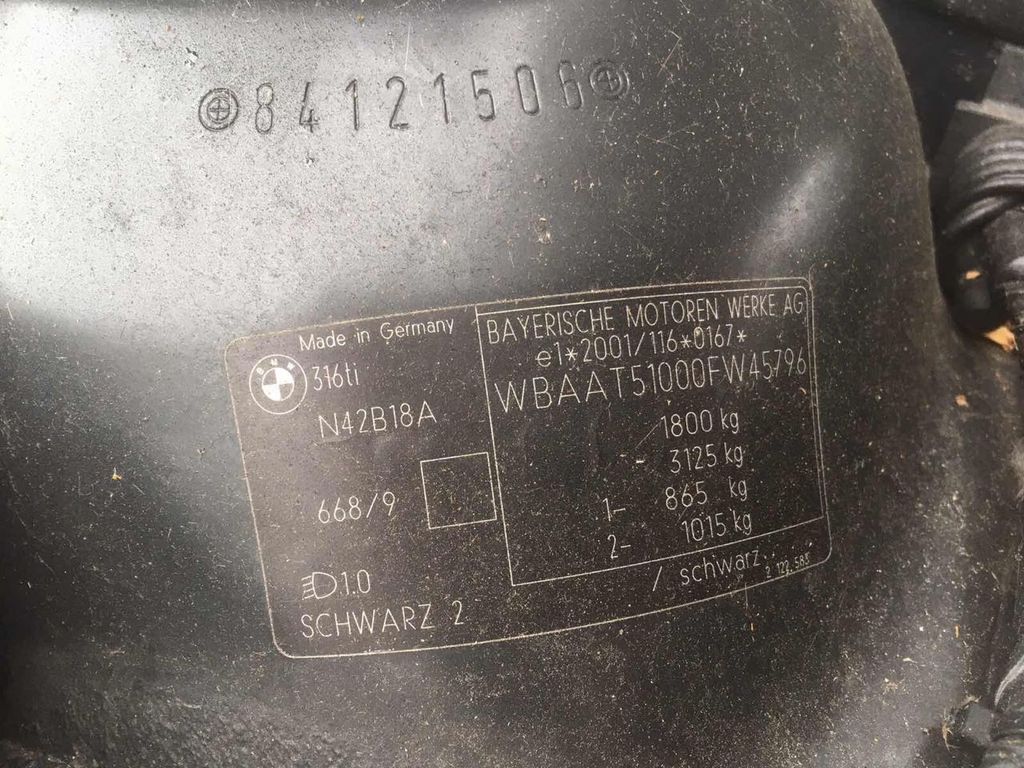 84121506
Made in Germany
316ti
N42B18A
668/9
1.0
SCHWARZ 2
BAYERISCHE MOTOREN WERKE AG
e1*2001/116*0167*
WBAAT51000FW45796
1800 kg
- 3125 kg
1- 865 kg
2- 1015 kg
/ schwarz